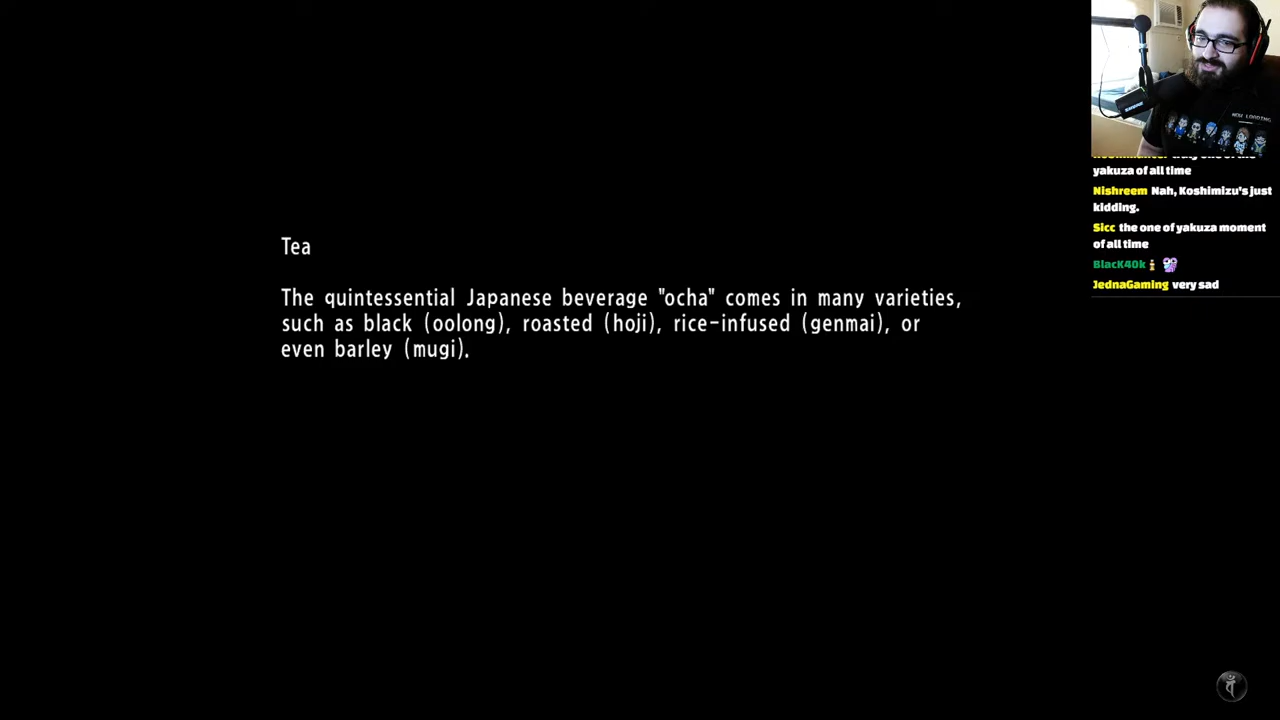 Tea
The quintessential Japanese beverage "ocha" comes in many varieties,
such as black (oolong), roasted (hoji), rice-infused (genmai), or
even barley (mugi).
NOW LOADING
yakuza of all time
Nishreem Nah, Koshimizu's just
kidding.
Sicc the one of yakuza moment
of all time
BlacK40k
JednaGaming very sad